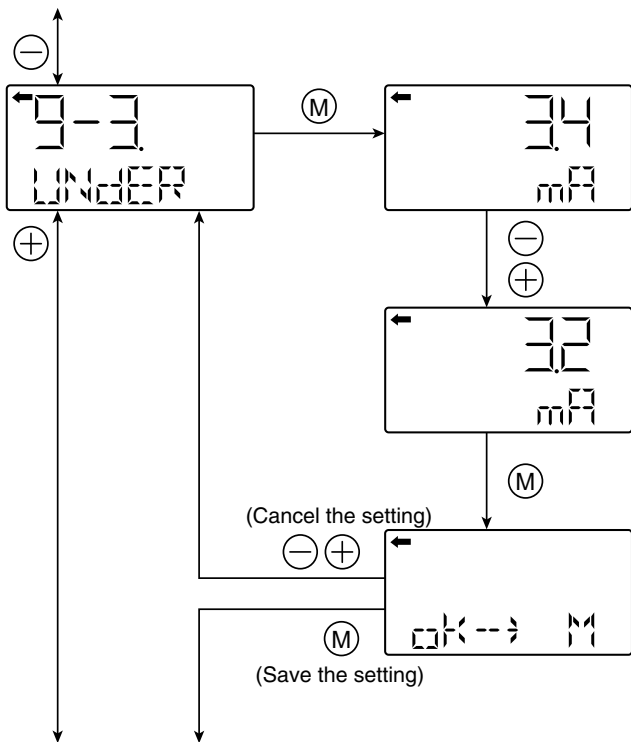 −
9-3.
UNdER
M
3.4
mA
+
−
+
3.2
mA
M
(Cancel the setting)
− +
oK--> M
M
(Save the setting)